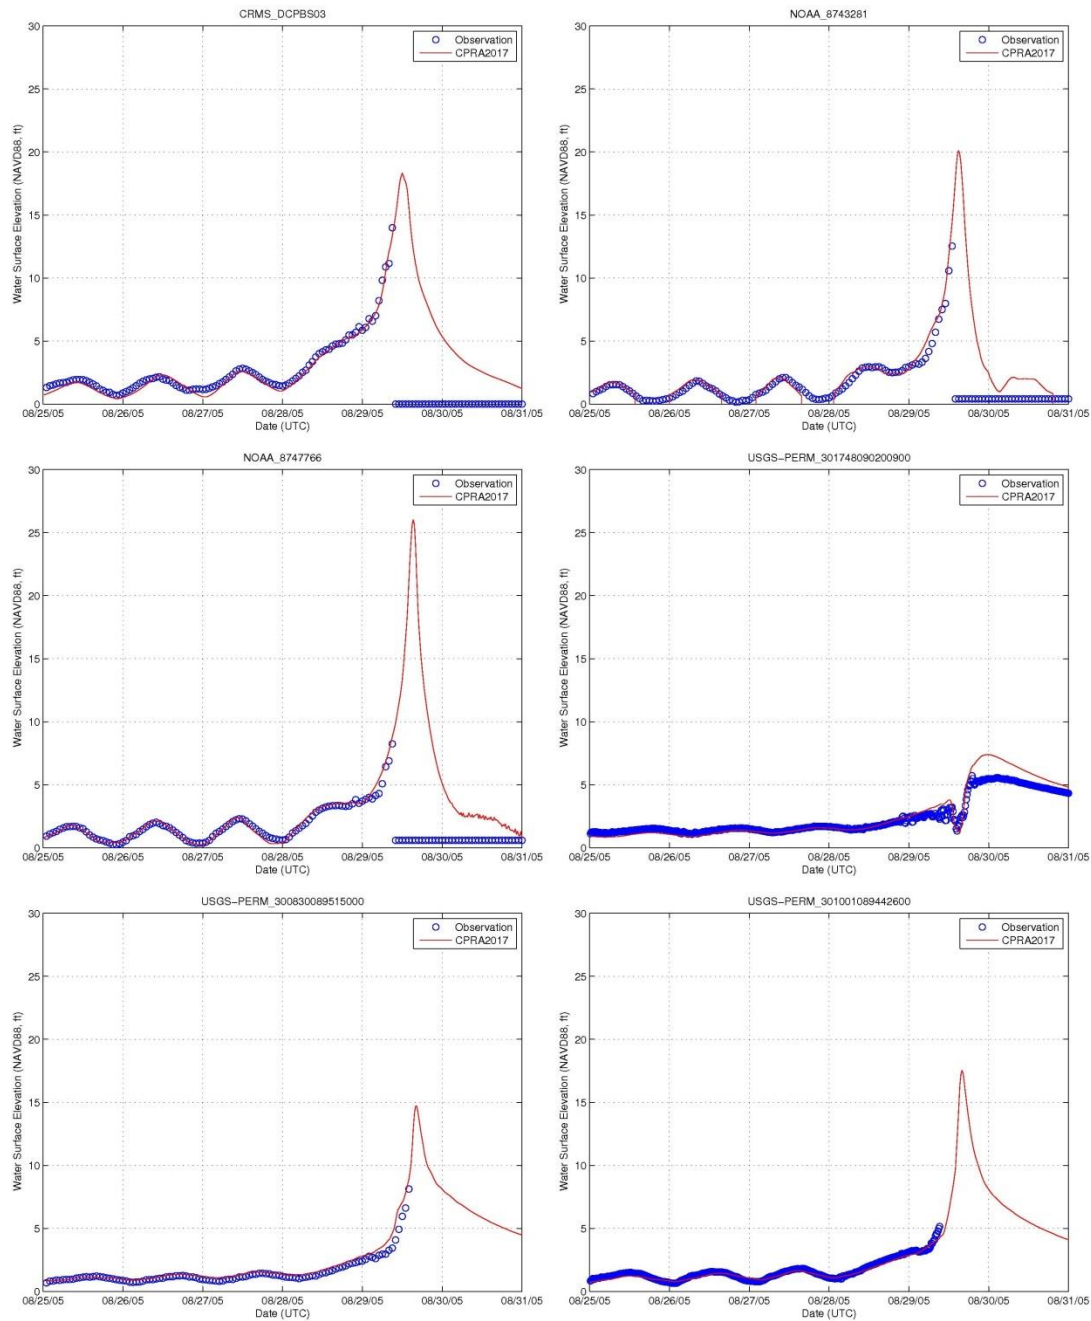 CRMS_DCPBS03
30
25
20
15
10
5
0
Water Surface Elevation (NAVD88, ft)
Observation
CPRA2017
08/25/05 08/26/05 08/27/05 08/28/05 08/29/05 08/30/05 08/31/05
Date (UTC)
NOAA_8743281
30
25
20
15
10
5
0
Water Surface Elevation (NAVD88, ft)
Observation
CPRA2017
08/25/05 08/26/05 08/27/05 08/28/05 08/29/05 08/30/05 08/31/05
Date (UTC)
NOAA_8747766
30
25
20
15
10
5
0
Water Surface Elevation (NAVD88, ft)
Observation
CPRA2017
08/25/05 08/26/05 08/27/05 08/28/05 08/29/05 08/30/05 08/31/05
Date (UTC)
USGS-PERM_301748090200900
30
25
20
15
10
5
0
Water Surface Elevation (NAVD88, ft)
Observation
CPRA2017
08/25/05 08/26/05 08/27/05 08/28/05 08/29/05 08/30/05 08/31/05
Date (UTC)
USGS-PERM_300830089515000
30
25
20
15
10
5
0
Water Surface Elevation (NAVD88, ft)
Observation
CPRA2017
08/25/05 08/26/05 08/27/05 08/28/05 08/29/05 08/30/05 08/31/05
Date (UTC)
USGS-PERM_301001089442600
30
25
20
15
10
5
0
Water Surface Elevation (NAVD88, ft)
Observation
CPRA2017
08/25/05 08/26/05 08/27/05 08/28/05 08/29/05 08/30/05 08/31/05
Date (UTC)